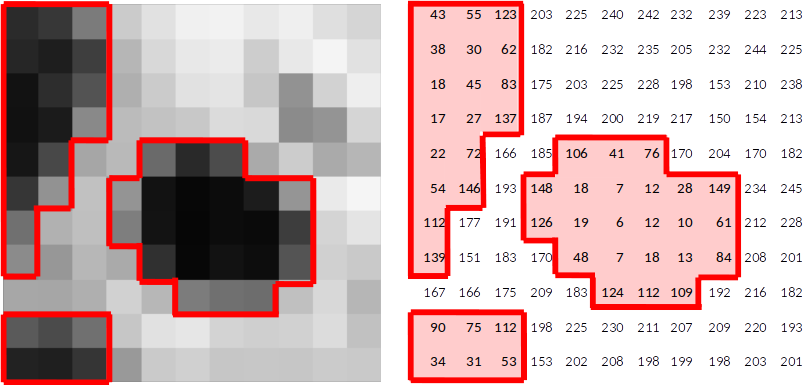 43 55 123 203 225 240 242 232 239 223 213
38 30 62 182 216 232 235 205 232 244 225
18 45 83 175 203 225 228 198 153 210 238
17 27 137 187 194 200 219 217 150 154 213
22 72 166 185 106 41 76 170 204 170 182
54 146 193 148 18 7 12 28 149 234 245
112 177 191 126 19 6 12 10 61 212 228
139 151 183 170 48 7 18 13 84 208 201
167 166 175 209 183 124 112 109 192 216 182
90 75 112 198 225 230 211 207 209 220 193
34 31 53 153 202 208 198 199 198 203 201